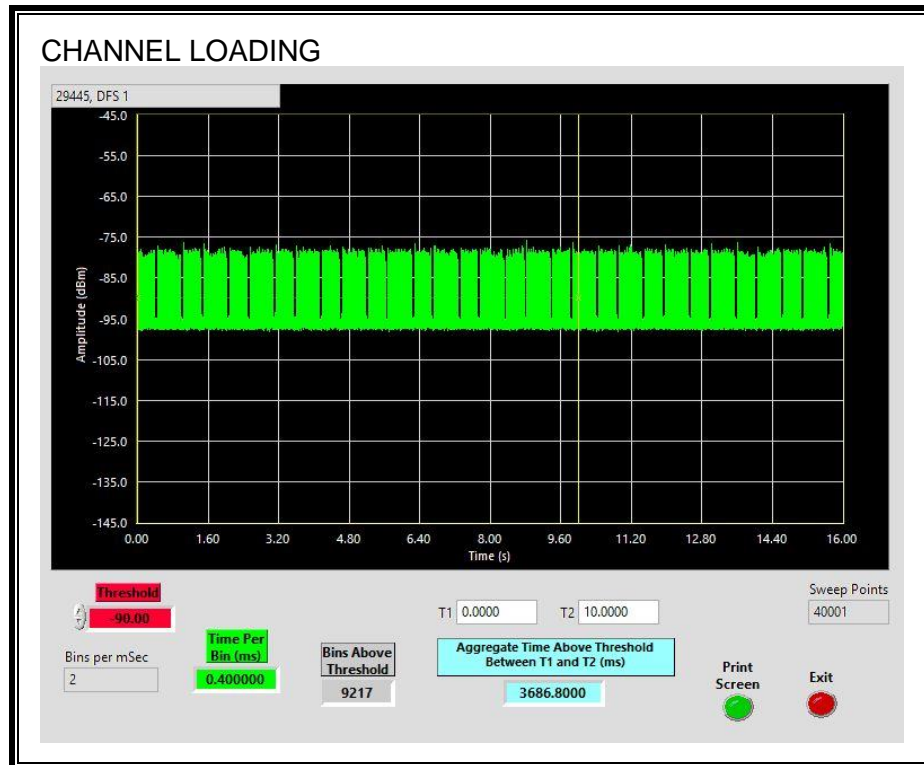 CHANNEL LOADING
29445, DFS 1
-45.0
-55.0
-65.0
-75.0
-85.0
-95.0
-105.0
-115.0
-125.0
-135.0
-145.0
Amplitude (dBm)
0.00 1.60 3.20 4.80 6.40 8.00 9.60 11.20 12.80 14.40 16.00
Time (s)
Threshold
-90.00
Bins per mSec
2
Time Per
Bin (ms)
0.400000
Bins Above
Threshold
9217
T1 0.0000 T2 10.0000
Aggregate Time Above Threshold
Between T1 and T2 (ms)
3686.8000
Sweep Points
40001
Print
Screen
Exit